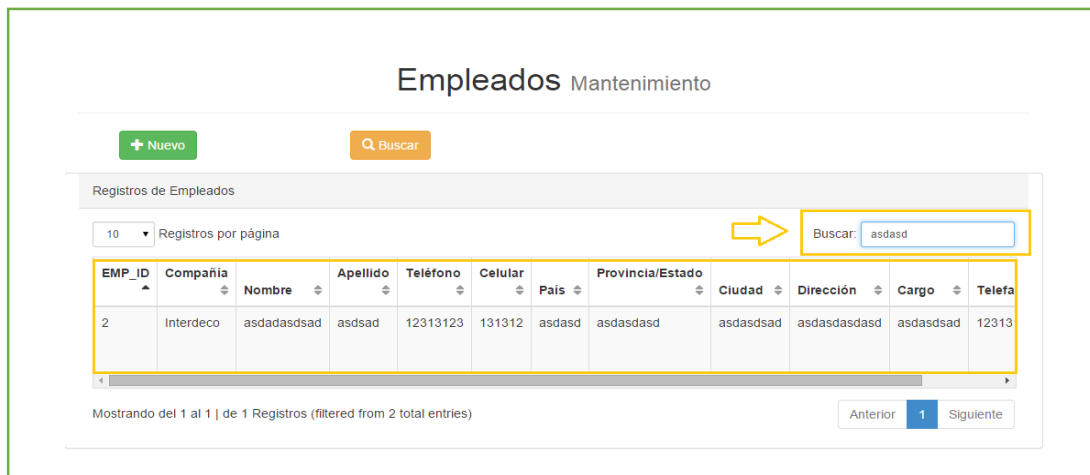 Empleados Mantenimiento
Nuevo Buscar
Registros de Empleados
10 Registros por página Buscar: asdasd
EMP_ID Compañía Nombre Apellido Teléfono Celular País Provincia/Estado Ciudad Dirección Cargo Telefa
2 Interdeco asdadasdsad asdsad 12313123 131312 asdasd asdasdasd asdasdsad asdasdasdasd asdasdsad 12313
Mostrando del 1 al 1 | de 1 Registros (filtered from 2 total entries) Anterior 1 Siguiente